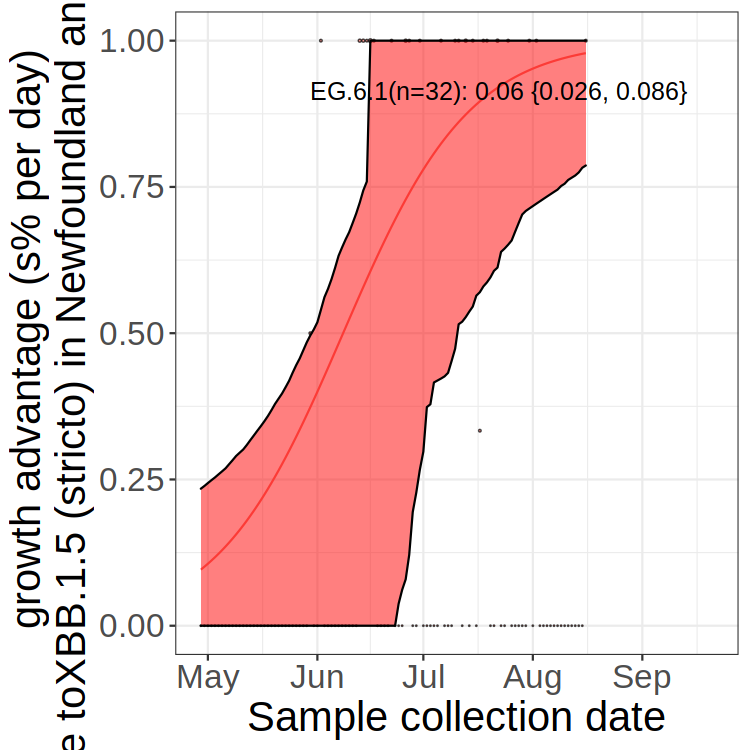 growth advantage (s% per day)
e toXBB.1.5 (stricto) in Newfoundland an
1.00
0.75
0.50
0.25
0.00
EG.6.1(n=32): 0.06 {0.026, 0.086}
May Jun Jul Aug Sep
Sample collection date